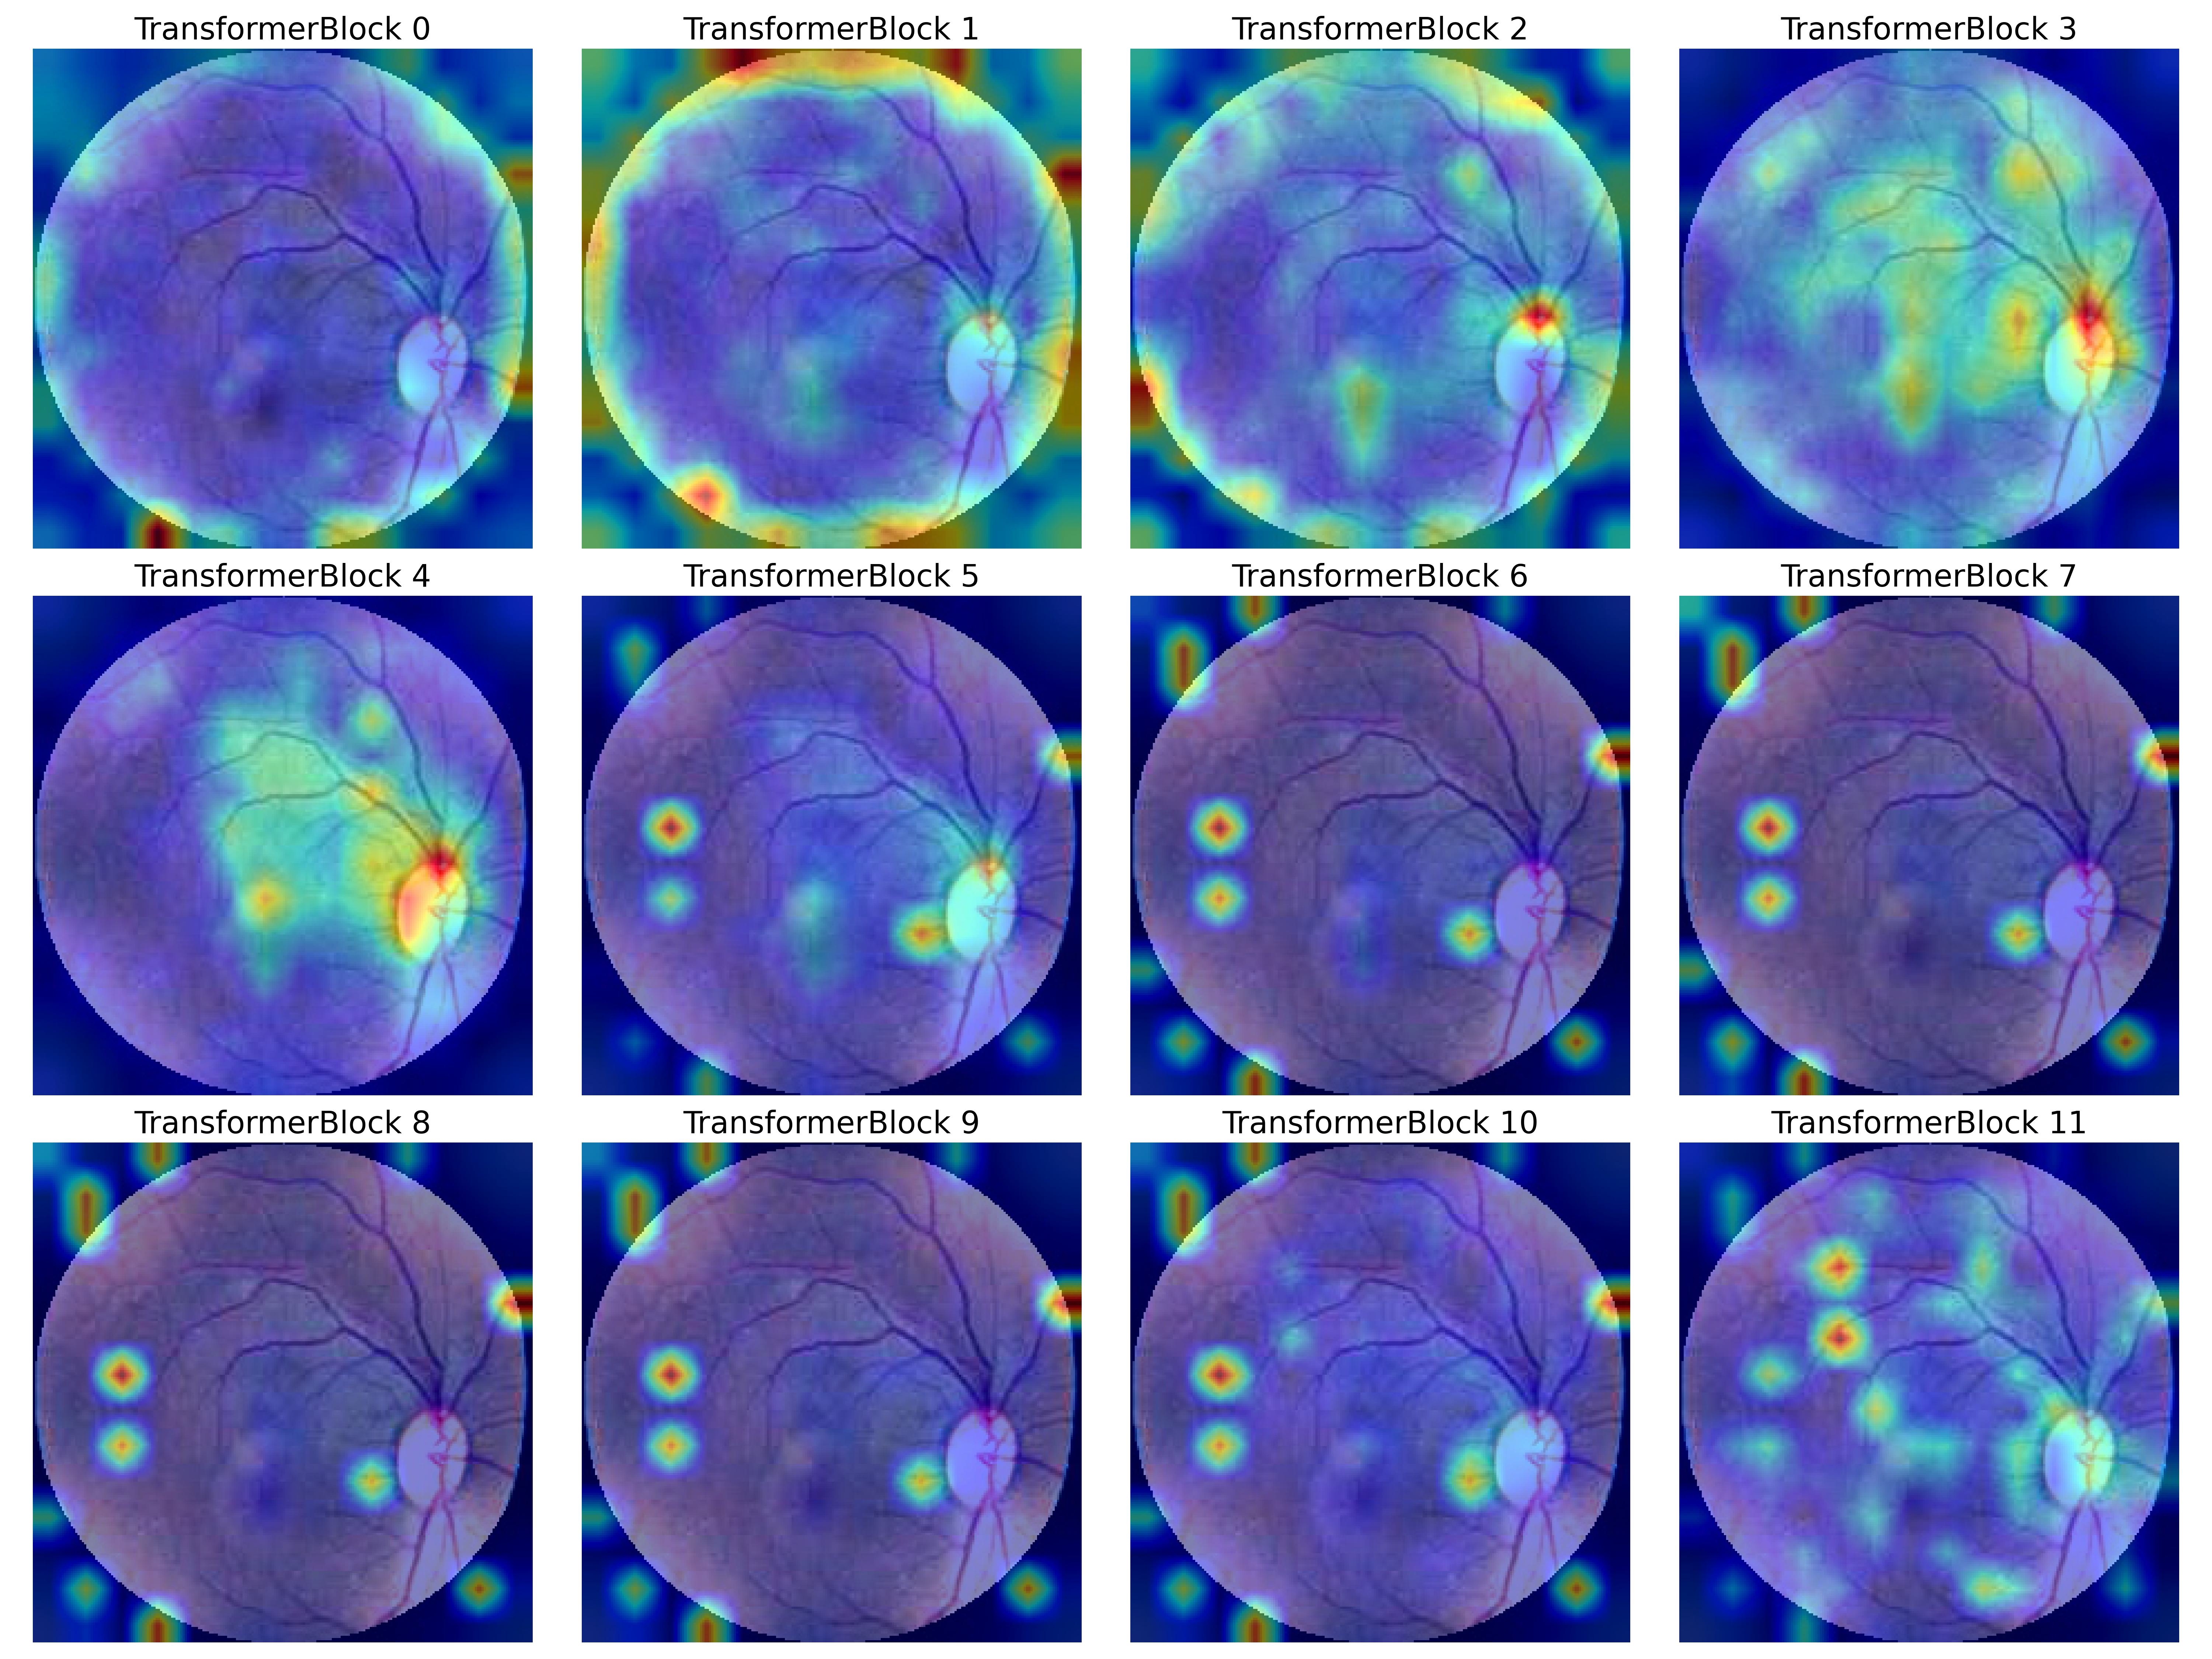 TransformerBlock 0
TransformerBlock 1
TransformerBlock 2
TransformerBlock 3
TransformerBlock 4
TransformerBlock 5
TransformerBlock 6
TransformerBlock 7
TransformerBlock 8
TransformerBlock 9
TransformerBlock 10
TransformerBlock 11